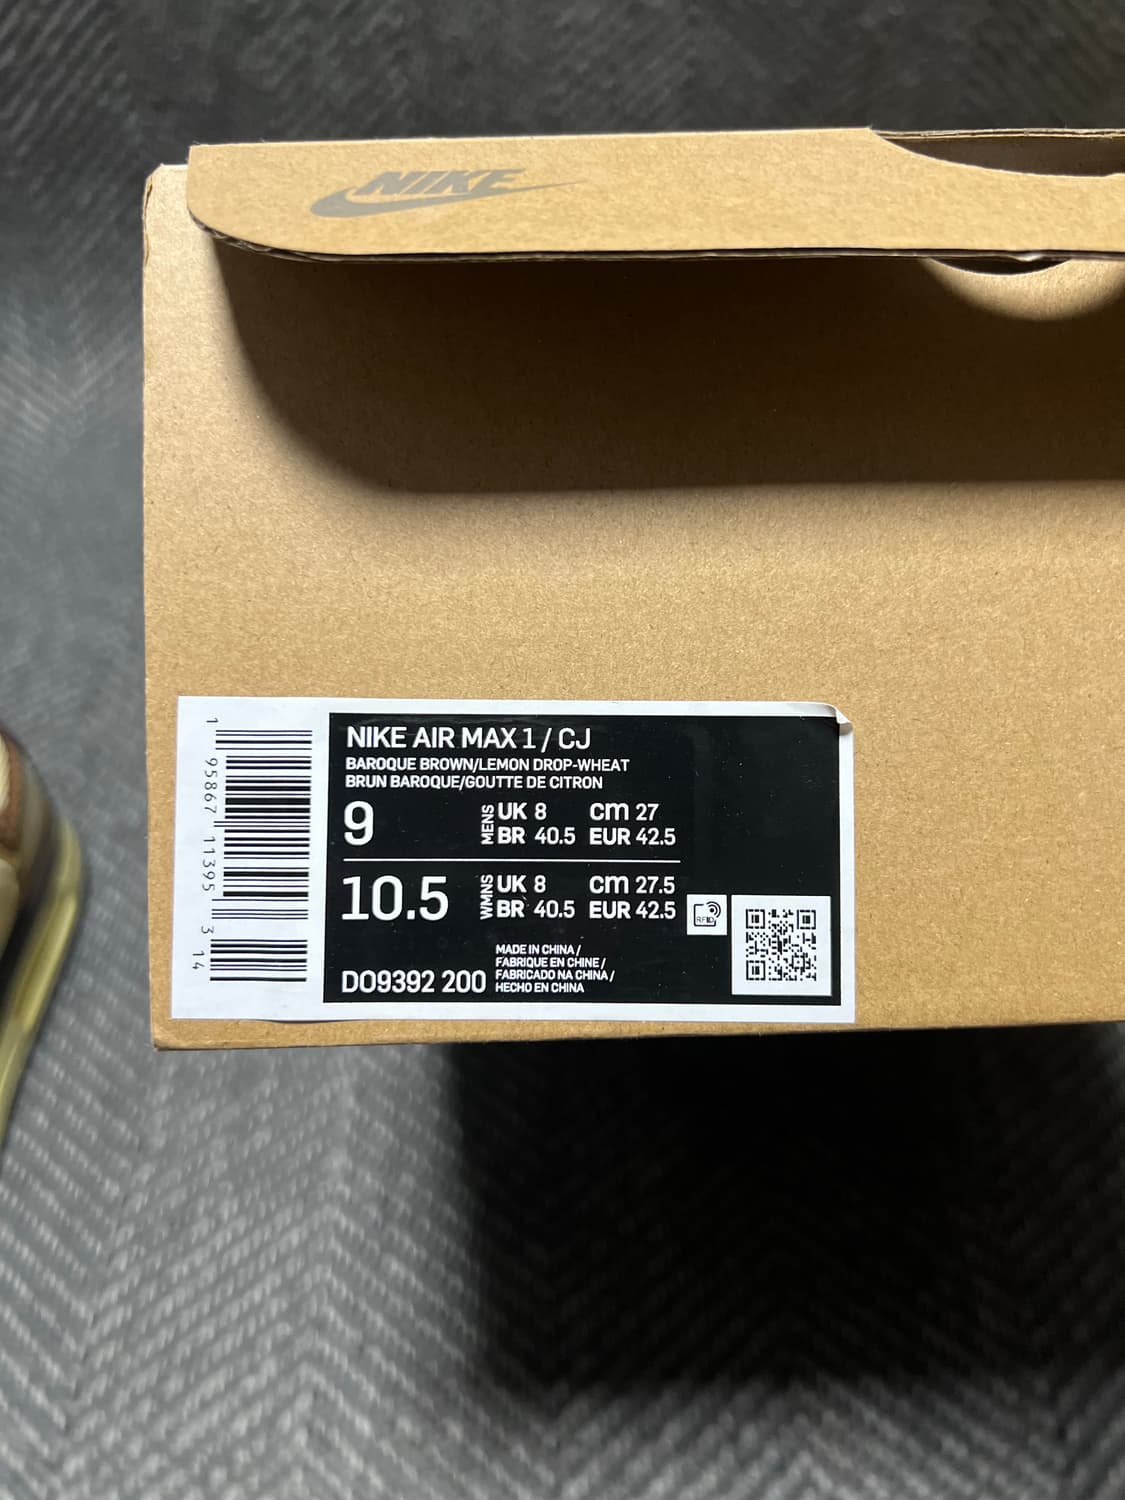 NIKE
NIKE AIR MAX 1 / CJ
BAROQUE BROWN/LEMON DROP-WHEAT
BRUN BAROQUE/GOUTTE DE CITRON
9 MENS UK 8 cm 27
BR 40.5 EUR 42.5
10.5 WMNS UK 8 cm 27.5
BR 40.5 EUR 42.5
RFID
DO9392 200
MADE IN CHINA /
FABRIQUE EN CHINE /
FABRICADO NA CHINA /
HECHO EN CHINA
1 95867 11395 3 14